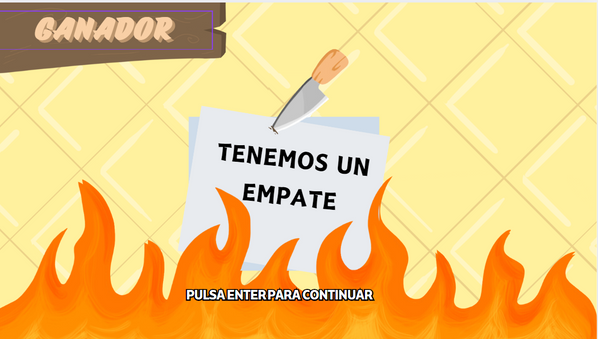 GANADOR
TENEMOS UN
EMPATE
PULSA ENTER PARA CONTINUAR